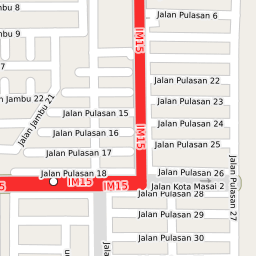 mbu 8
Jalan Pulasan 6
mbu 9
IM15
Jalan Pulasan 22
n Jambu 22
Jalan Jambu 21
Jalan Pulasan 23
Jalan Pulasan 15
Jalan Pulasan 24
Jalan Pulasan 16
IM15
Jalan Pulasan 25
Jalan Pulasan 17
Jalan Pulasan 18
Jalan Pulasan 26
IM15
IM15
15
Jalan Kota Masai 2
Jalan Pulasan 28
Jalan Pulasan 27
Jalan Pulasan 29
Jalan Pulasan 30